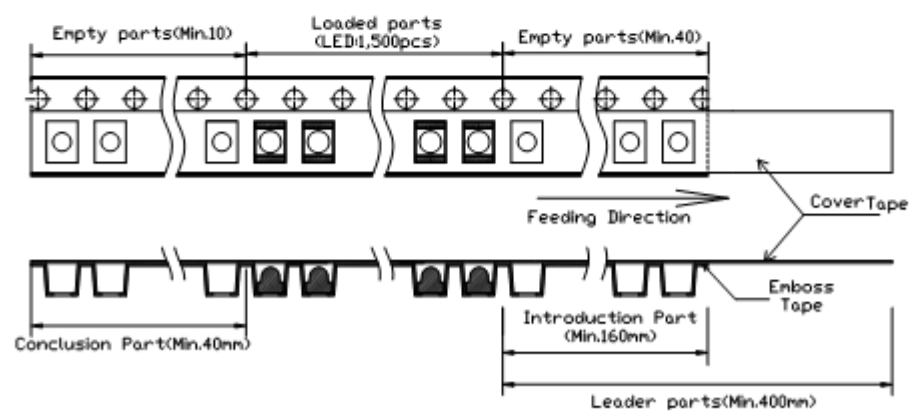 Empty parts(Min.10)
Loaded parts
(LED:1,500pcs)
Empty parts(Min.40)
Feeding Direction
Cover Tape
Emboss
Tape
Introduction Part
(Min.160mm)
Conclusion Part(Min.40mm)
Leader parts(Min.400mm)